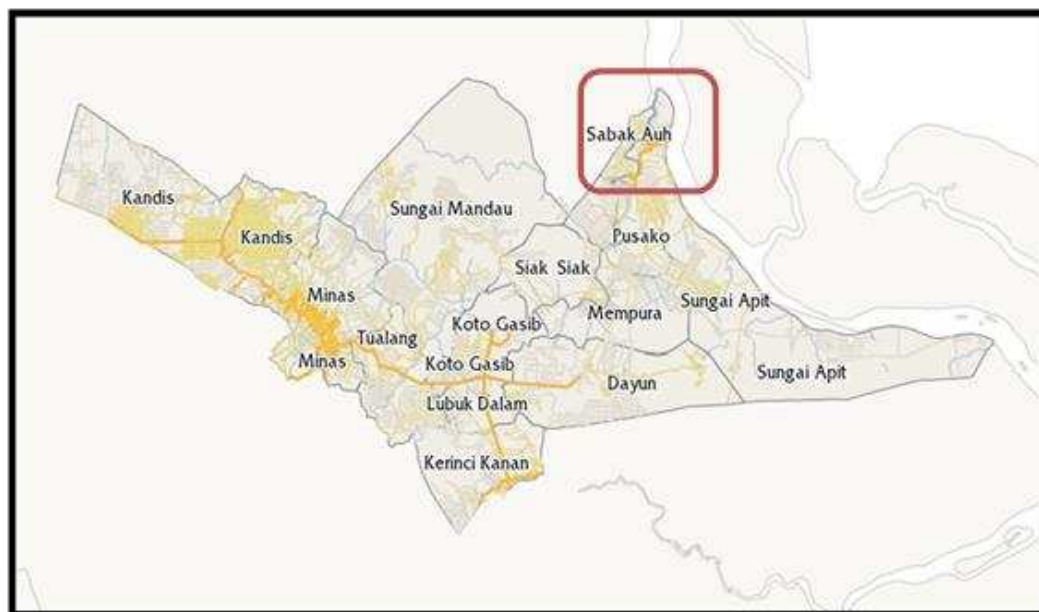 Sabak Auh
Kandis
Sungai Mandau
Kandis
Pusako
Siak Siak
Minas
Sungai Apit
Mempura
Koto Gasib
Tualang
Minas
Koto Gasib
Sungai Apit
Dayun
Lubuk Dalam
Kerinci Kanan